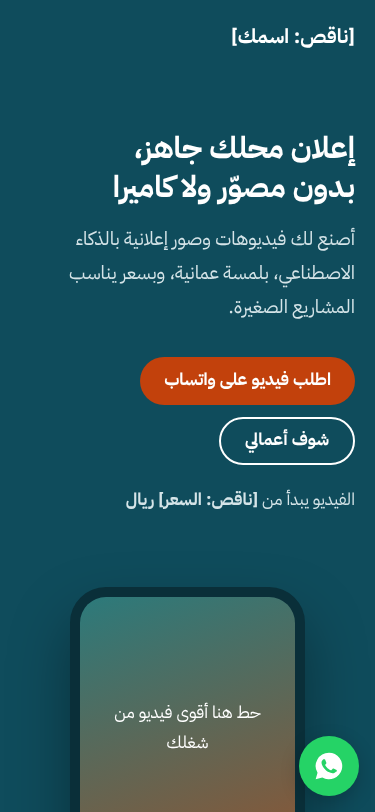 [ناقص: اسمك]
إعلان محلك جاهز،
بدون مصوّر ولا كاميرا
أصنع لك فيديوهات وصور إعلانية بالذكاء
الاصطناعي، بلمسة عمانية، وبسعر يناسب
المشاريع الصغيرة.
اطلب فيديو على واتساب
شوف أعمالي
الفيديو يبدأ من [ناقص: السعر] ريال
حط هنا أقوى فيديو من
شغلك